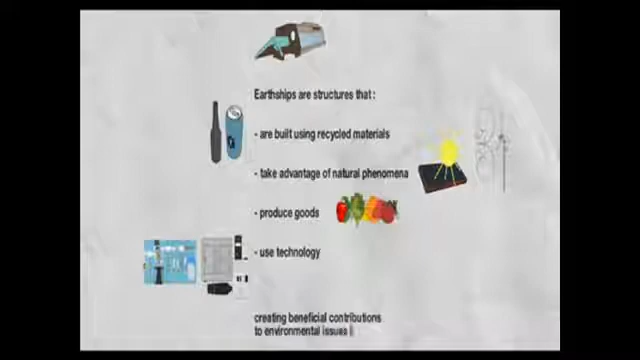 Earthships are structures that :
- are built using recycled materials
- take advantage of natural phenomena
- produce goods
- use technology
creating beneficial contributions
to environmental issues